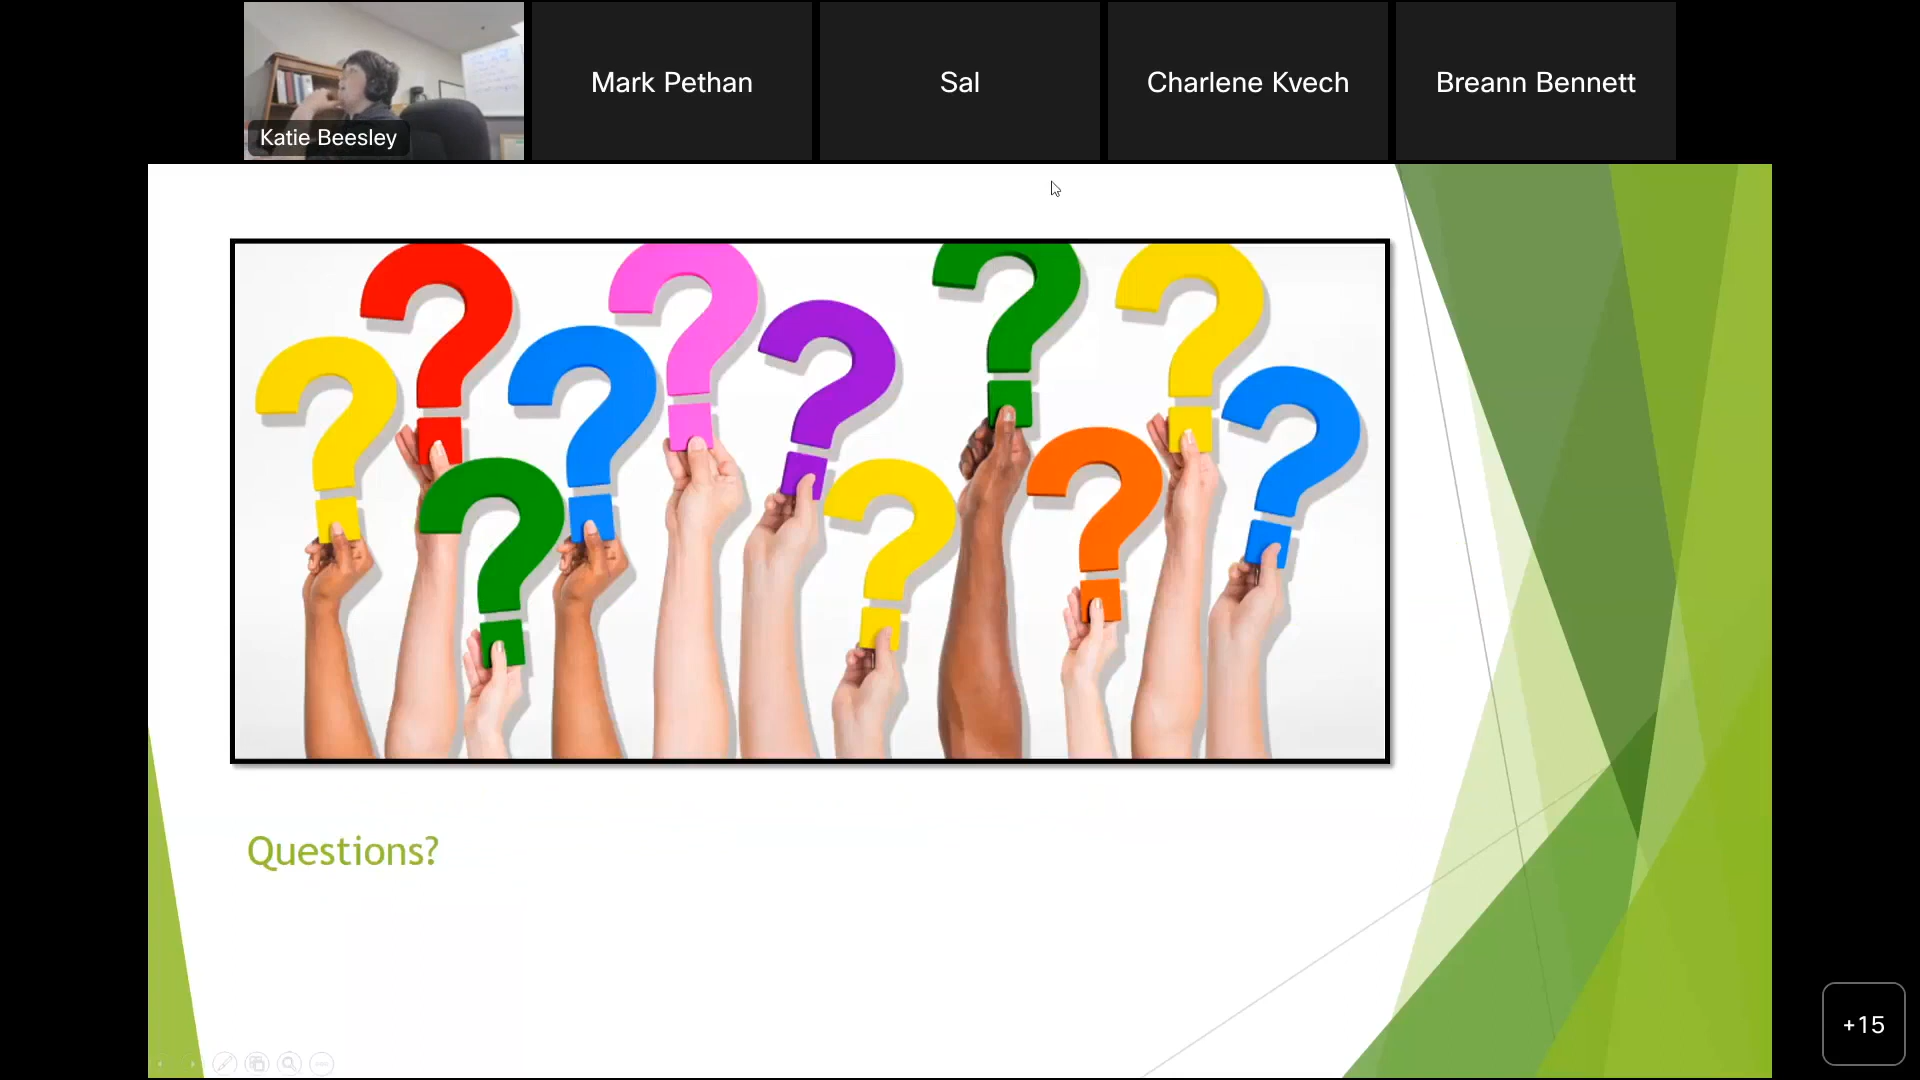 Katie Beesley
Mark Pethan
Sal
Charlene Kvech
Breann Bennett
Questions?
+15